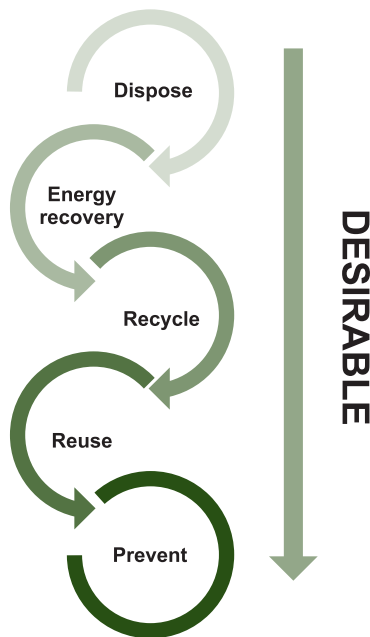 Dispose
Energy
recovery
Recycle
Reuse
Prevent
DESIRABLE